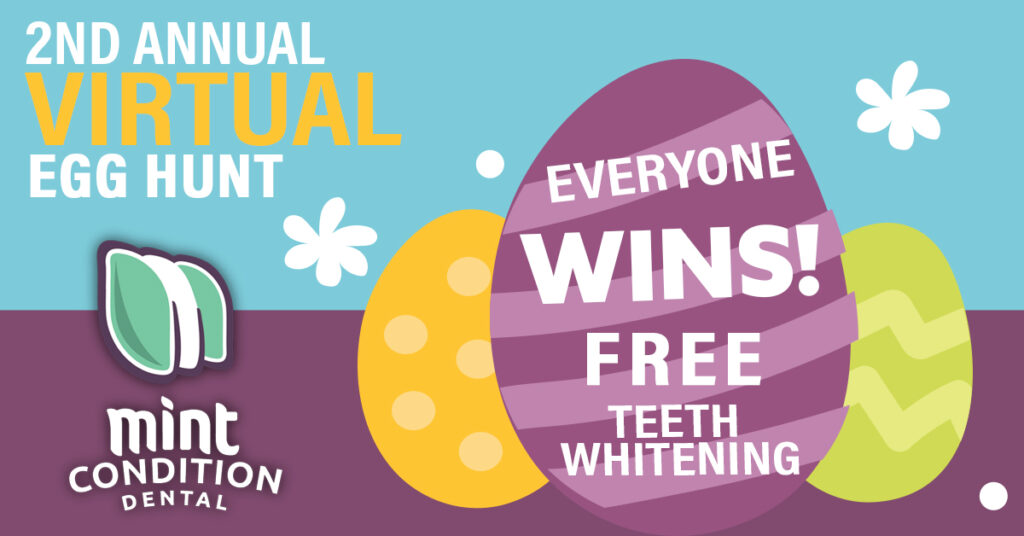 2ND ANNUAL
VIRTUAL
EGG HUNT
EVERYONE
WINS!
FREE
TEETH
WHITENING
mint
CONDITION
DENTAL